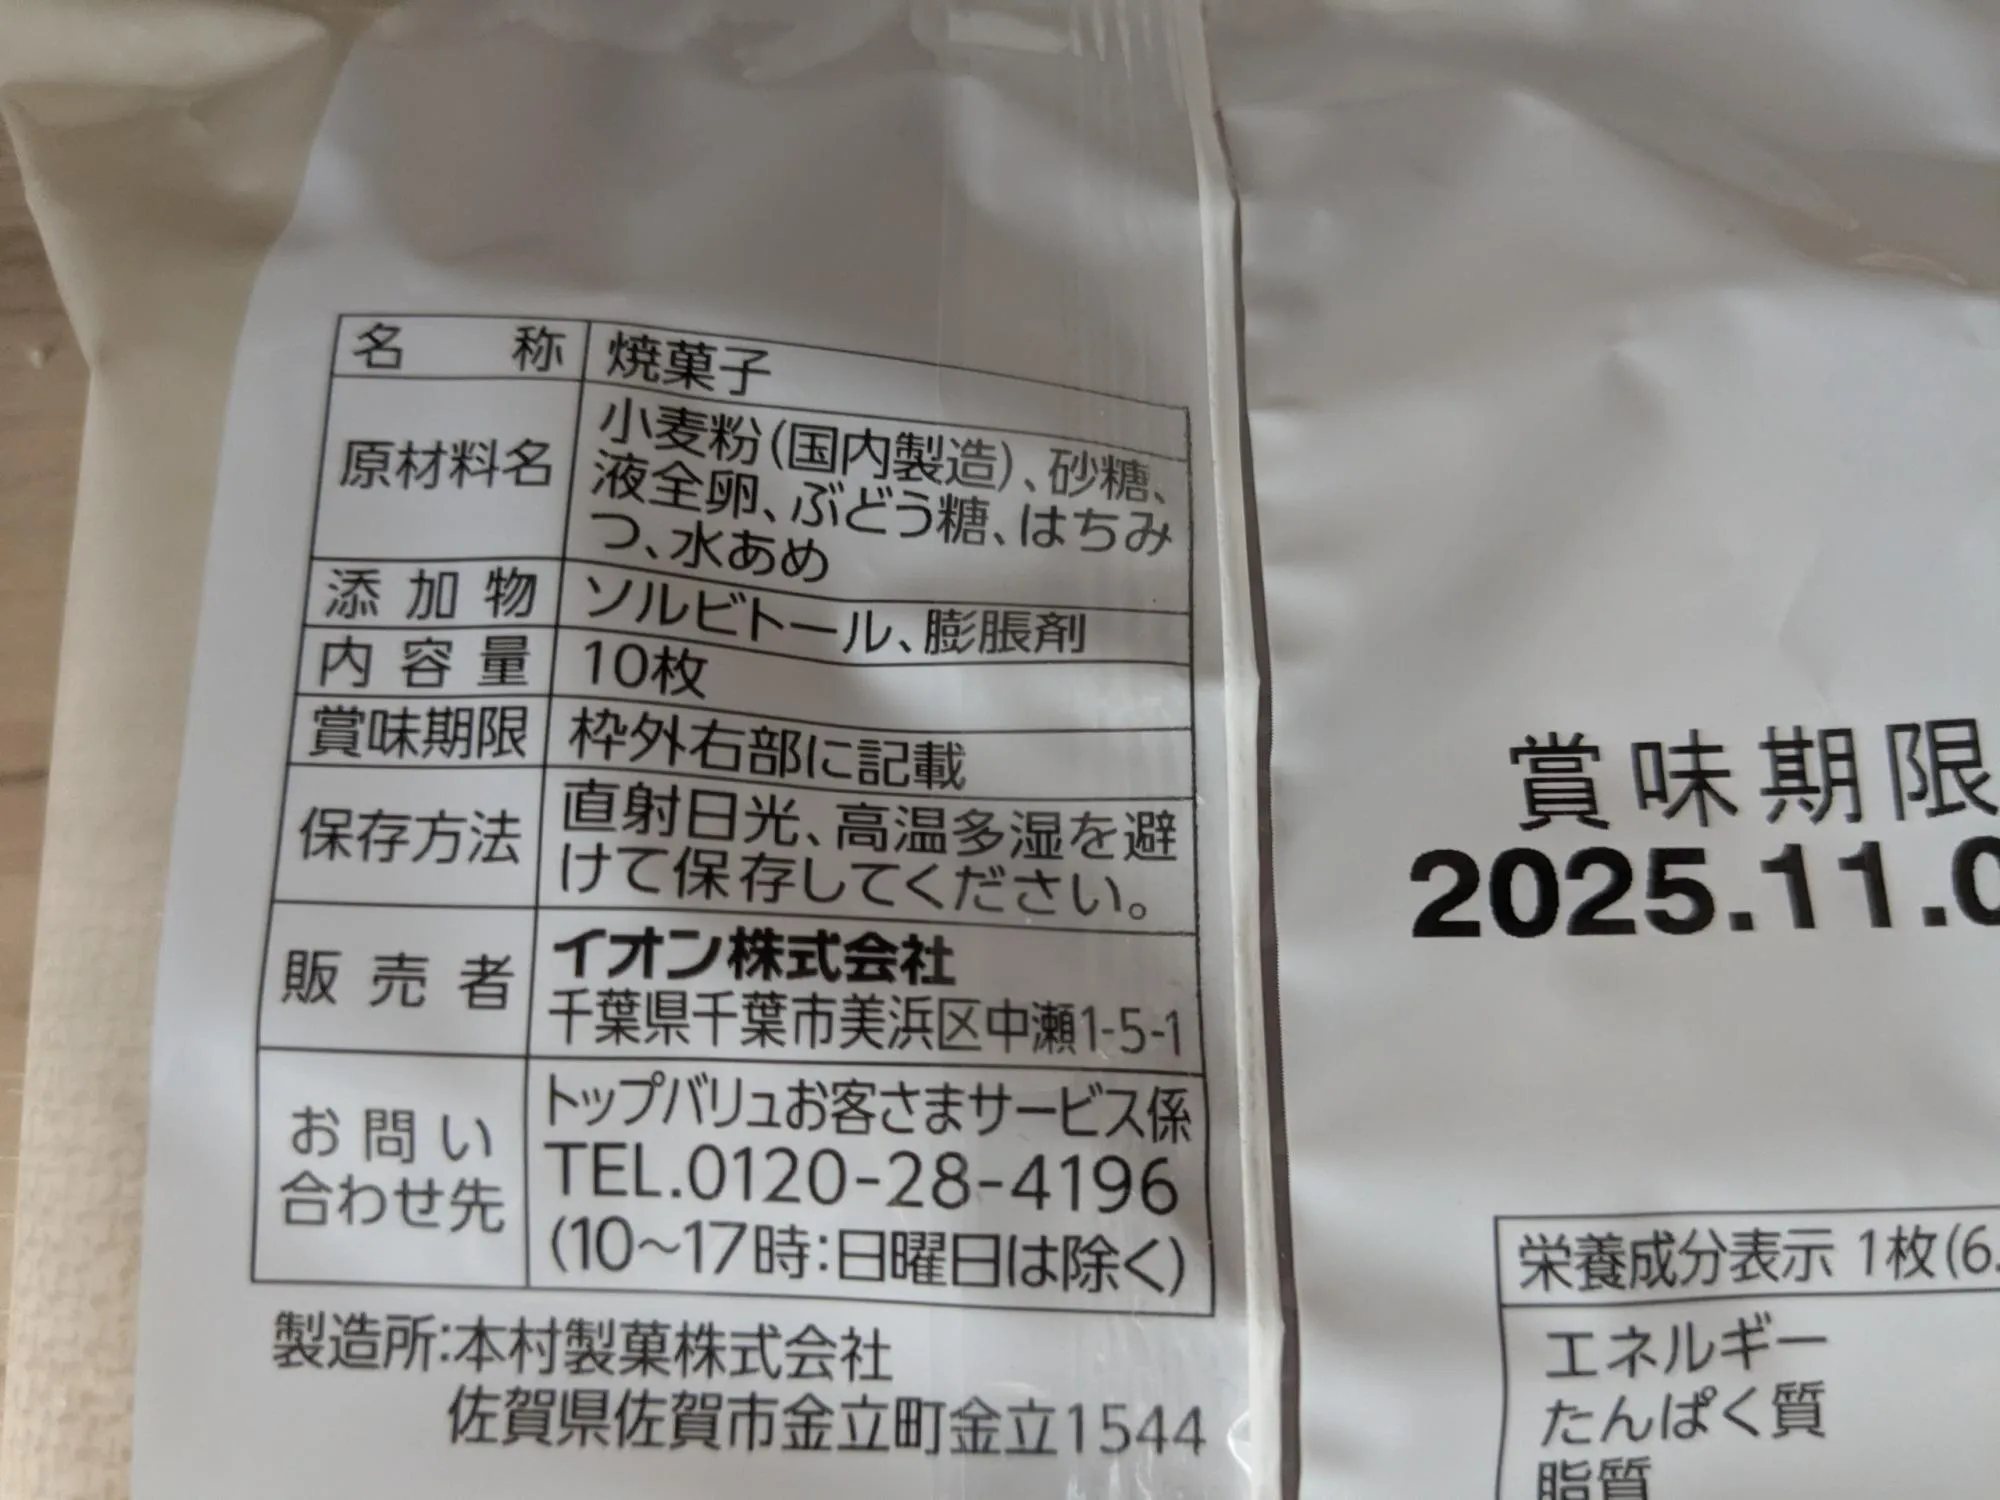 名称 焼菓子
原材料名 小麦粉(国内製造)、砂糖、
液全卵、ぶどう糖、はちみ
つ、水あめ
添加物 ソルビトール、膨脹剤
内容量 10枚
賞味期限 枠外右部に記載
保存方法 直射日光、高温多湿を避
けて保存してください。
販売者 イオン株式会社
千葉県千葉市美浜区中瀬1-5-1
お問い
合わせ先
トップバリュお客さまサービス係
TEL.0120-28-4196
(10~17時:日曜日は除く)
製造所:本村製菓株式会社
佐賀県佐賀市金立町金立1544
賞味期限
2025.11.0
栄養成分表示 1枚(6.
エネルギー
たんぱく質
脂質